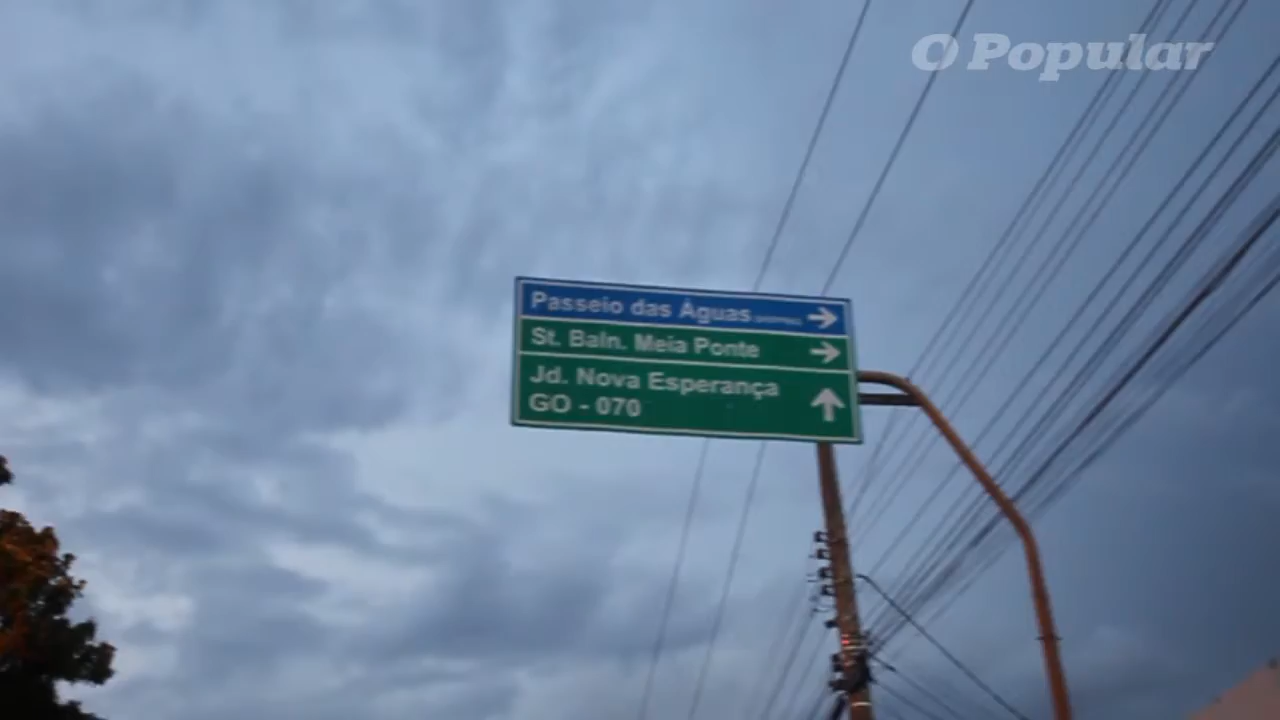 O Popular
Passeio das Águas
St. Baln. Meia Ponte
Jd. Nova Esperança
GO - 070